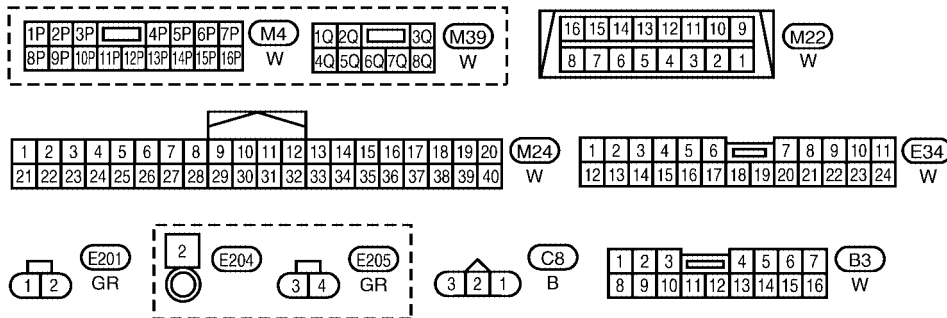 1P 2P 3P 4P 5P 6P 7P M4
8P 9P 10P 11P 12P 13P 14P 15P 16P W
1Q 2Q 3Q M39
4Q 5Q 6Q 7Q 8Q W
16 15 14 13 12 11 10 9 M22
8 7 6 5 4 3 2 1 W
1 2 3 4 5 6 7 8 9 10 11 12 13 14 15 16 17 18 19 20 M24
21 22 23 24 25 26 27 28 29 30 31 32 33 34 35 36 37 38 39 40 W
1 2 3 4 5 6 7 8 9 10 11 E34
12 13 14 15 16 17 18 19 20 21 22 23 24 W
1 2 E201
GR
2 E204
3 4 E205
GR
3 2 1 C8
B
1 2 3 4 5 6 7 B3
8 9 10 11 12 13 14 15 16 W